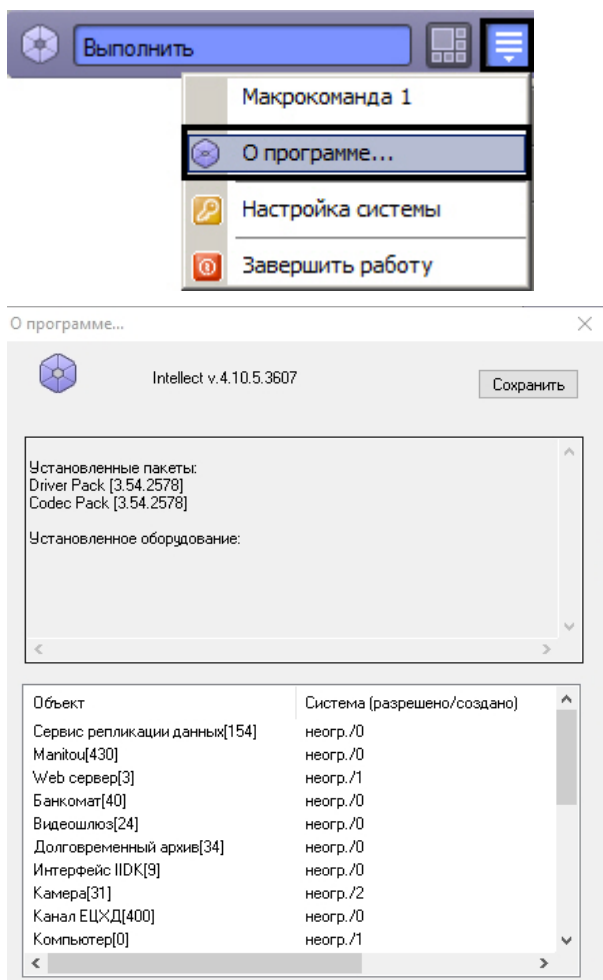 Выполнить
Макрокоманда 1
О программе...
Настройка системы
Завершить работу
О программе...
Intellect v.4.10.5.3607
Сохранить
Установленные пакеты:
Driver Pack [3.54.2578]
Codec Pack [3.54.2578]
Установленное оборудование:
Объект Система (разрешено/создано)
Сервис репликации данных[154] неогр./0
Manitou[430] неогр./0
Web сервер[3] неогр./1
Банкомат[40] неогр./0
Видеошлюз[24] неогр./0
Долговременный архив[34] неогр./0
Интерфейс IIDK[9] неогр./0
Камера[31] неогр./2
Канал ЕЦХД[400] неогр./0
Компьютер[0] неогр./1